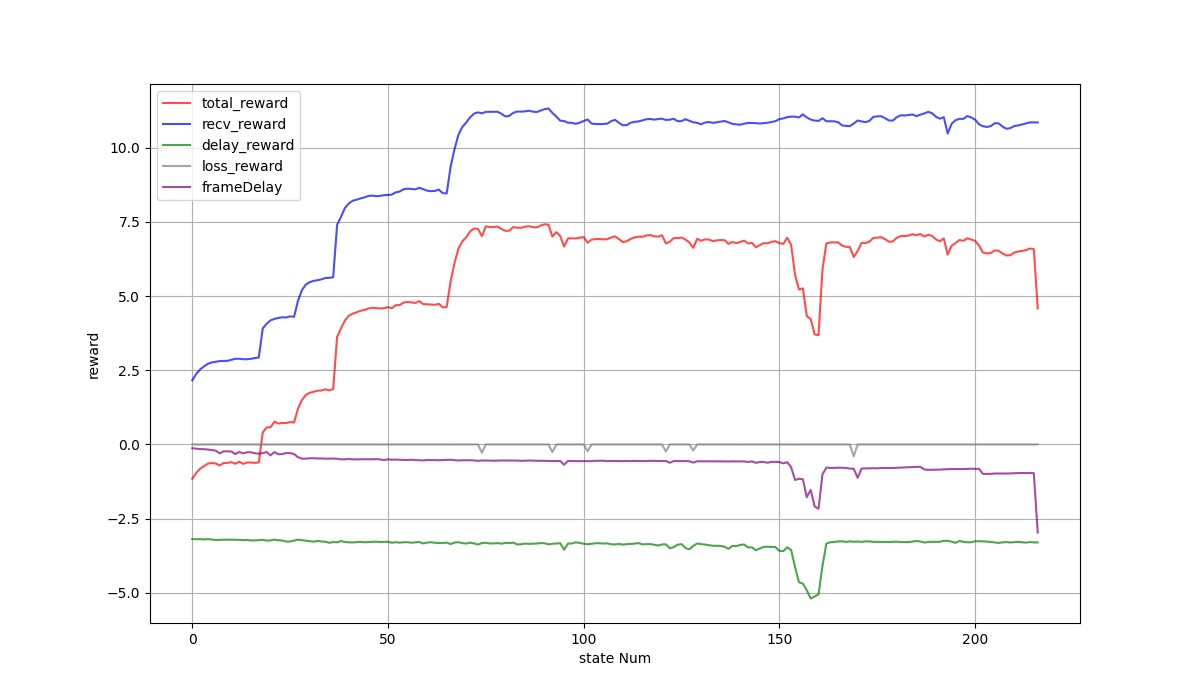 total_reward
recv_reward
delay_reward
loss_reward
frameDelay
reward
10.0
7.5
5.0
2.5
0.0
−2.5
−5.0
0 50 100 150 200
state Num